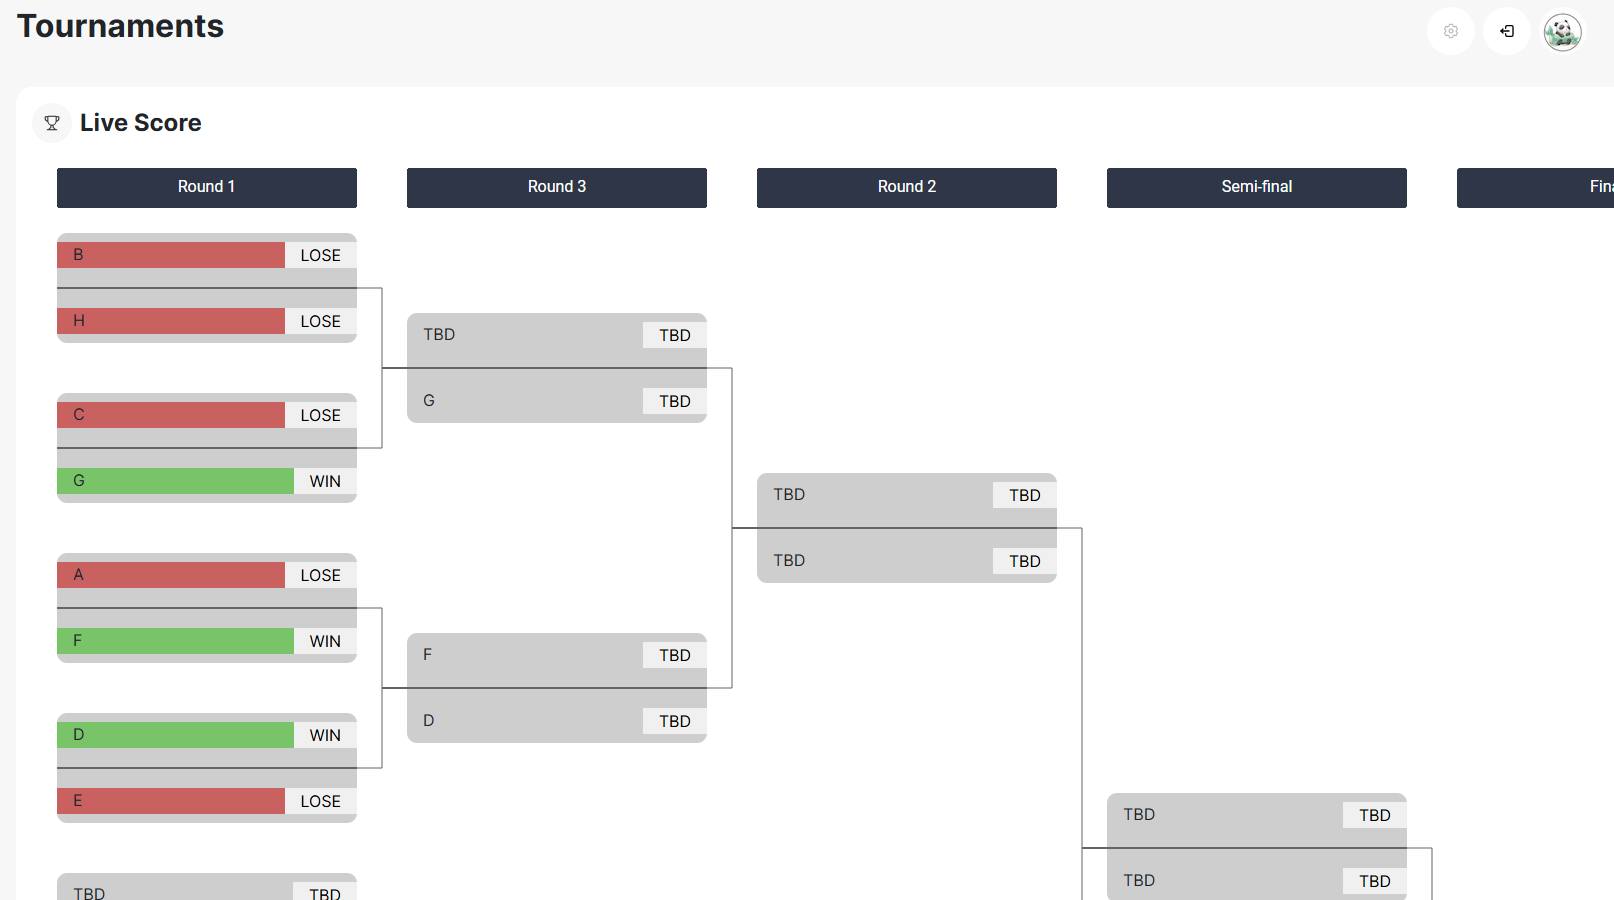 Tournaments
Live Score
Round 1
Round 3
Round 2
Semi-final
B LOSE
H LOSE
C LOSE
G WIN
A LOSE
F WIN
D WIN
E LOSE
TBD TBD
TBD TBD
G TBD
F TBD
D TBD
TBD TBD
TBD TBD
TBD TBD
TBD TBD